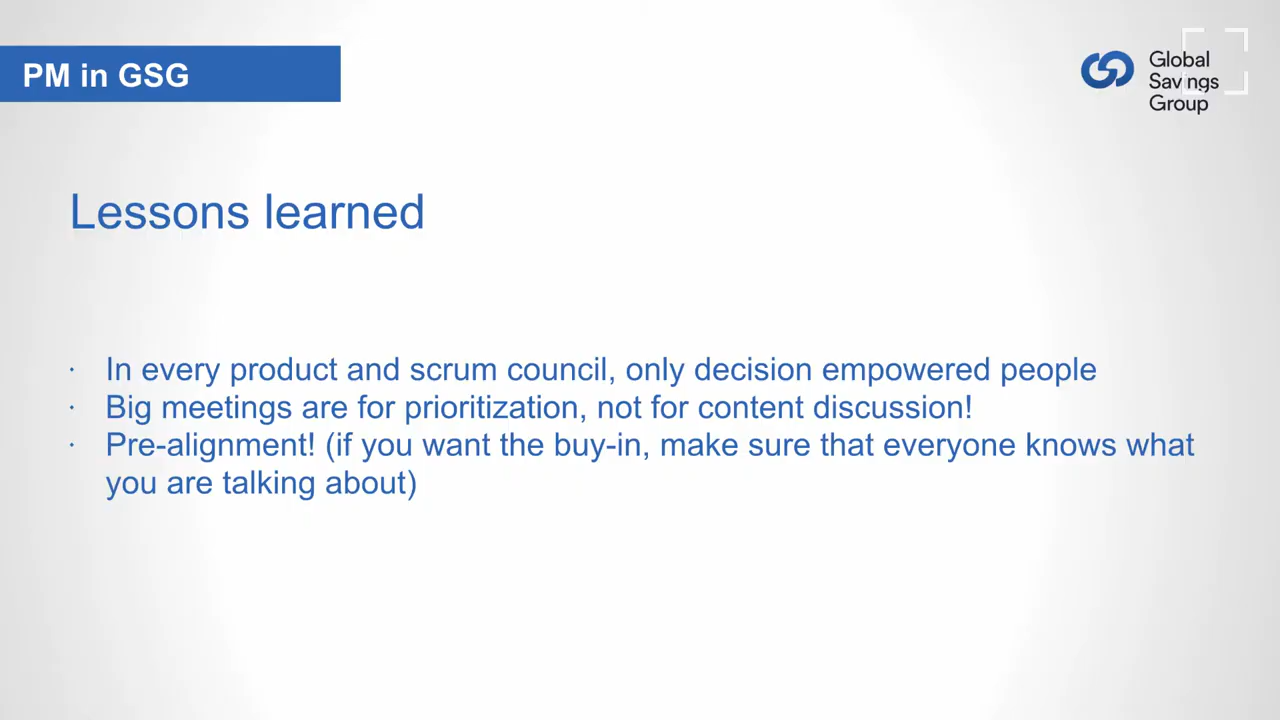 PM in GSG
Global
Savings
Group
Lessons learned
· In every product and scrum council, only decision empowered people
· Big meetings are for prioritization, not for content discussion!
· Pre-alignment! (if you want the buy-in, make sure that everyone knows what
you are talking about)